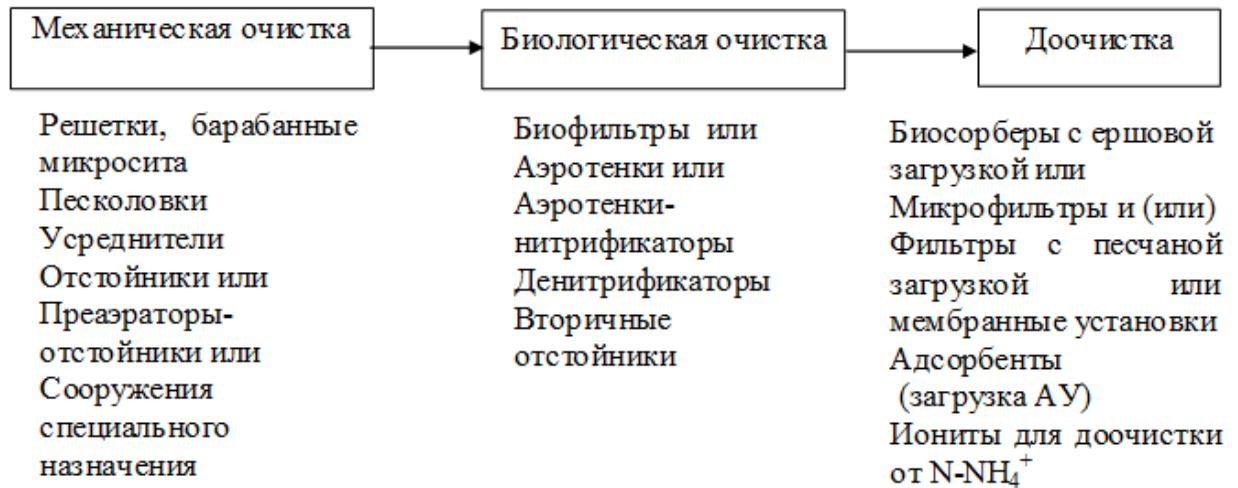 Механическая очистка
Биологическая очистка
Доочистка
Решетки, барабанные
микросита
Песколовки
Усреднители
Отстойники или
Преаэраторы-
отстойники или
Сооружения
специального
назначения
Биофильтры или
Аэротенки или
Аэротенки-
нитрификаторы
Денитрификаторы
Вторичные
отстойники
Биосорберы с ершовой
загрузкой или
Микрофильтры и (или)
Фильтры с песчаной
загрузкой или
мембранные установки
Адсорбенты
(загрузка АУ)
Иониты для доочистки
от N-NH₄⁺